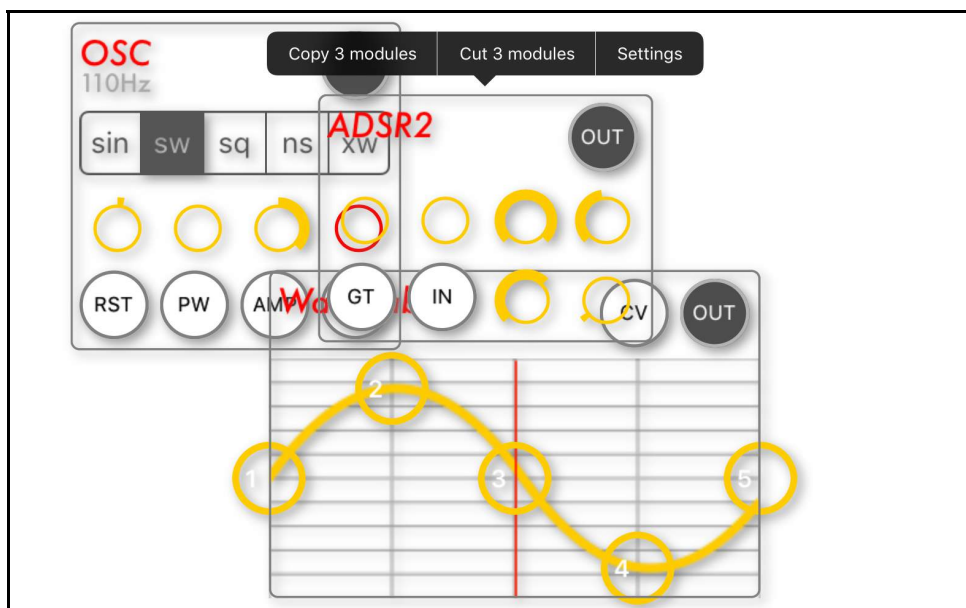 Copy 3 modules Cut 3 modules Settings
OSC
110Hz
ADSR2
OUT
sin sw sq ns xw
RST PW AMP GT IN CV OUT
2
1 3 5
4